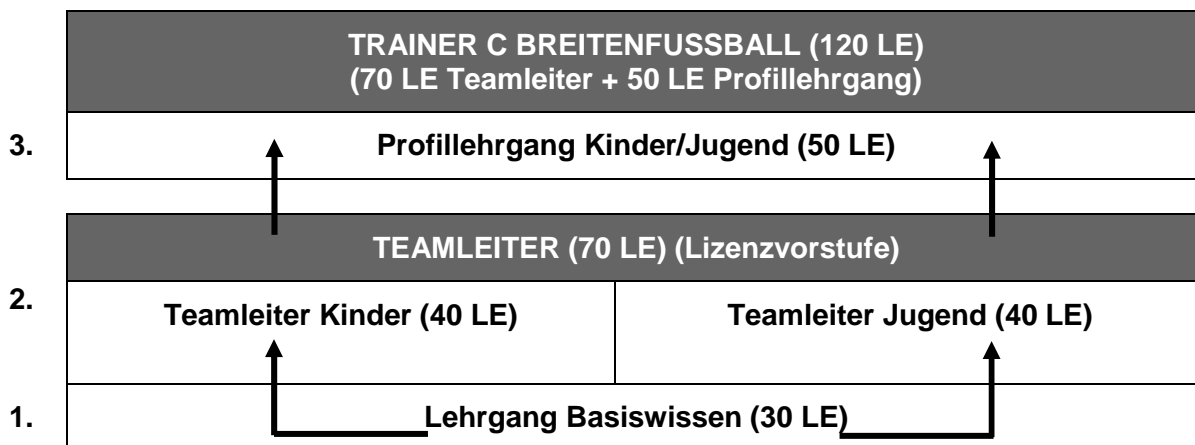 TRAINER C BREITENFUSSBALL (120 LE)
(70 LE Teamleiter + 50 LE Profillehrgang)
3. Profillehrgang Kinder/Jugend (50 LE)
TEAMLEITER (70 LE) (Lizenzvorstufe)
2. Teamleiter Kinder (40 LE) Teamleiter Jugend (40 LE)
1. Lehrgang Basiswissen (30 LE)